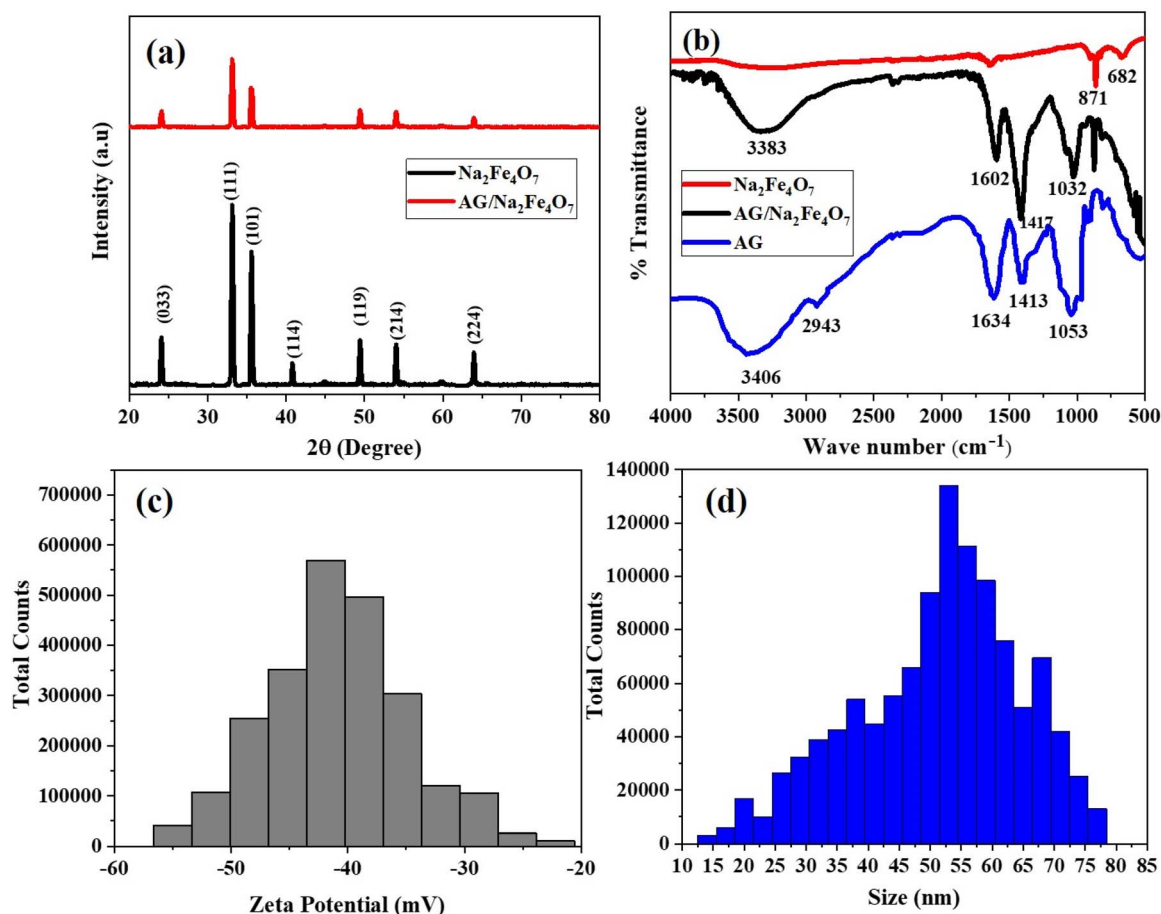 (a)
Intensity (a.u)
Na₂Fe₄O₇
AG/Na₂Fe₄O₇
(033)
(111)
(101)
(114)
(119)
(214)
(224)
20 30 40 50 60 70 80
2θ (Degree)
(b)
% Transmittance
682
871
3383
1602
1032
1417
Na₂Fe₄O₇
AG/Na₂Fe₄O₇
AG
2943
1634
1413
1053
3406
4000 3500 3000 2500 2000 1500 1000 500
Wave number (cm⁻¹)
(c)
Total Counts
700000
600000
500000
400000
300000
200000
100000
0
-60 -50 -40 -30 -20
Zeta Potential (mV)
(d)
Total Counts
140000
120000
100000
80000
60000
40000
20000
0
10 15 20 25 30 35 40 45 50 55 60 65 70 75 80 85
Size (nm)